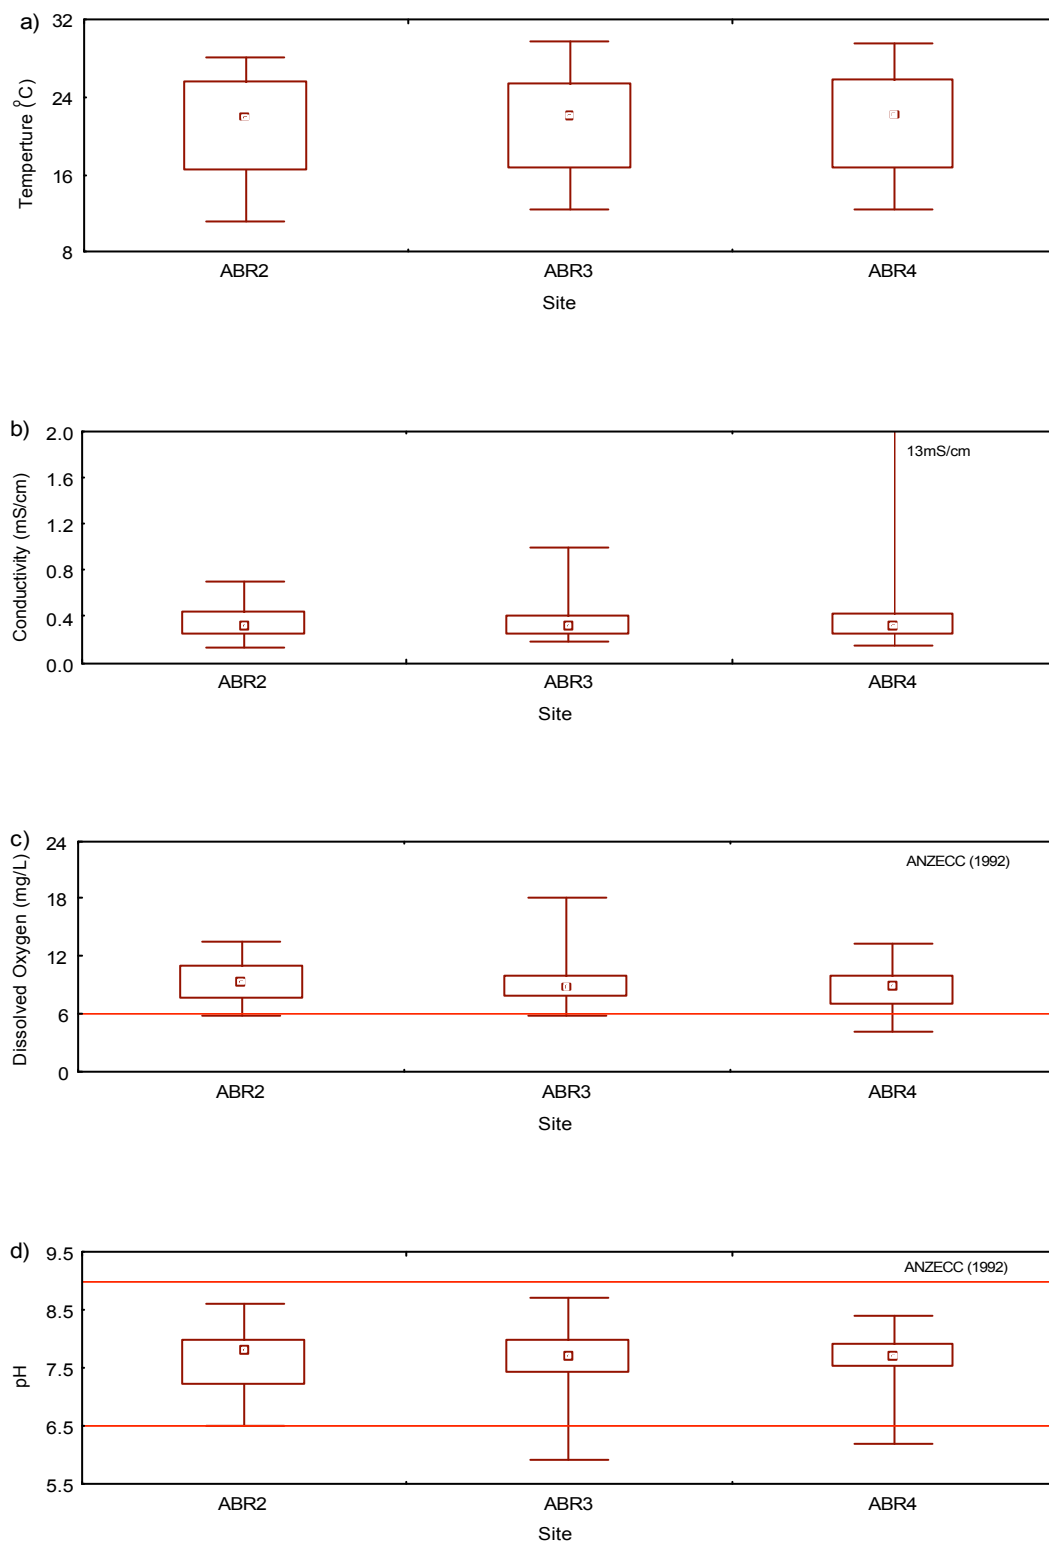 a)
32
24
16
8
Temperture (°C)
ABR2 ABR3 ABR4
Site
b)
2.0
1.6
1.2
0.8
0.4
0.0
Conductivity (mS/cm)
13mS/cm
ABR2 ABR3 ABR4
Site
c)
24
18
12
6
0
Dissolved Oxygen (mg/L)
ANZECC (1992)
ABR2 ABR3 ABR4
Site
d)
9.5
8.5
7.5
6.5
5.5
pH
ANZECC (1992)
ABR2 ABR3 ABR4
Site